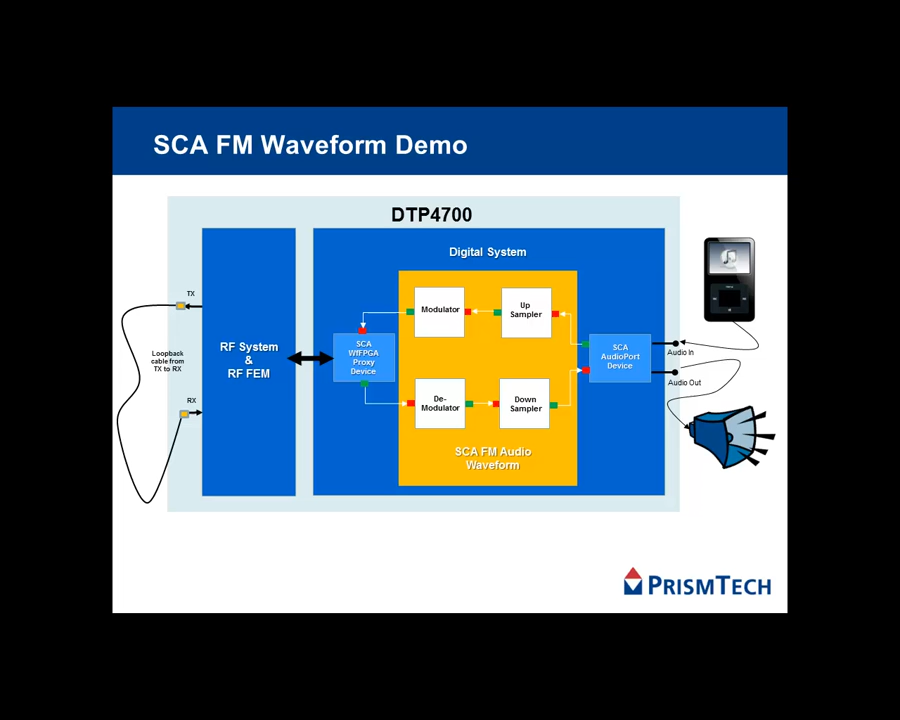 SCA FM Waveform Demo
DTP4700
Digital System
TX
Modulator
Up
Sampler
Loopback
cable from
TX to RX
RF System
&
RF FEM
SCA
WfFPGA
Proxy
Device
SCA
AudioPort
Device
Audio In
Audio Out
RX
De-
Modulator
Down
Sampler
SCA FM Audio
Waveform
PRISMTECH